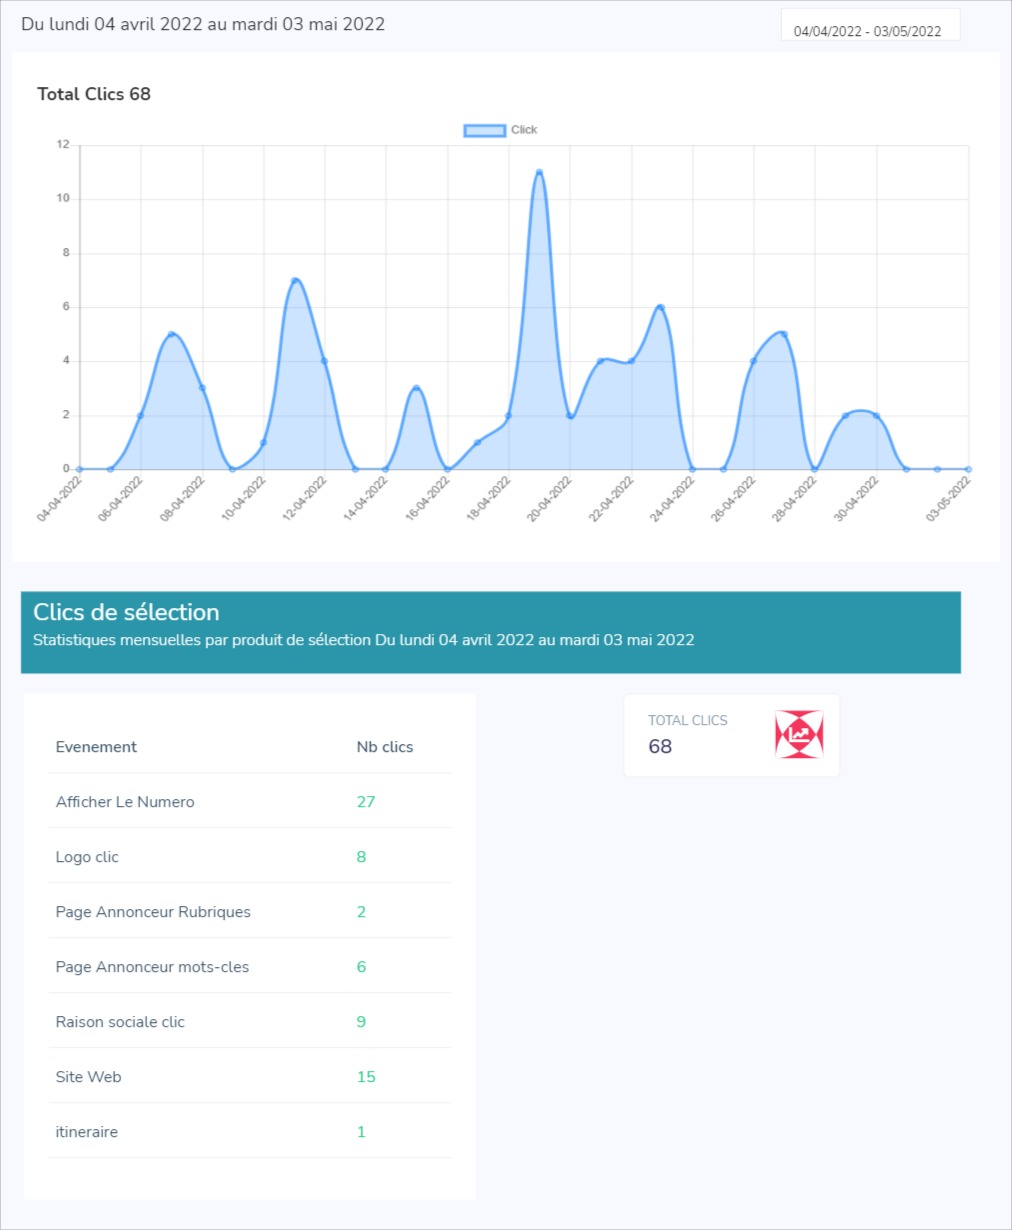 Du lundi 04 avril 2022 au mardi 03 mai 2022
04/04/2022 - 03/05/2022
Total Clics 68
Click
12
10
8
6
4
2
0
04-04-2022
06-04-2022
08-04-2022
10-04-2022
12-04-2022
14-04-2022
16-04-2022
18-04-2022
20-04-2022
22-04-2022
24-04-2022
26-04-2022
28-04-2022
30-04-2022
03-05-2022
Clics de sélection
Statistiques mensuelles par produit de sélection Du lundi 04 avril 2022 au mardi 03 mai 2022
TOTAL CLICS
68
Evenement Nb clics
Afficher Le Numero 27
Logo clic 8
Page Annonceur Rubriques 2
Page Annonceur mots-cles 6
Raison sociale clic 9
Site Web 15
itineraire 1